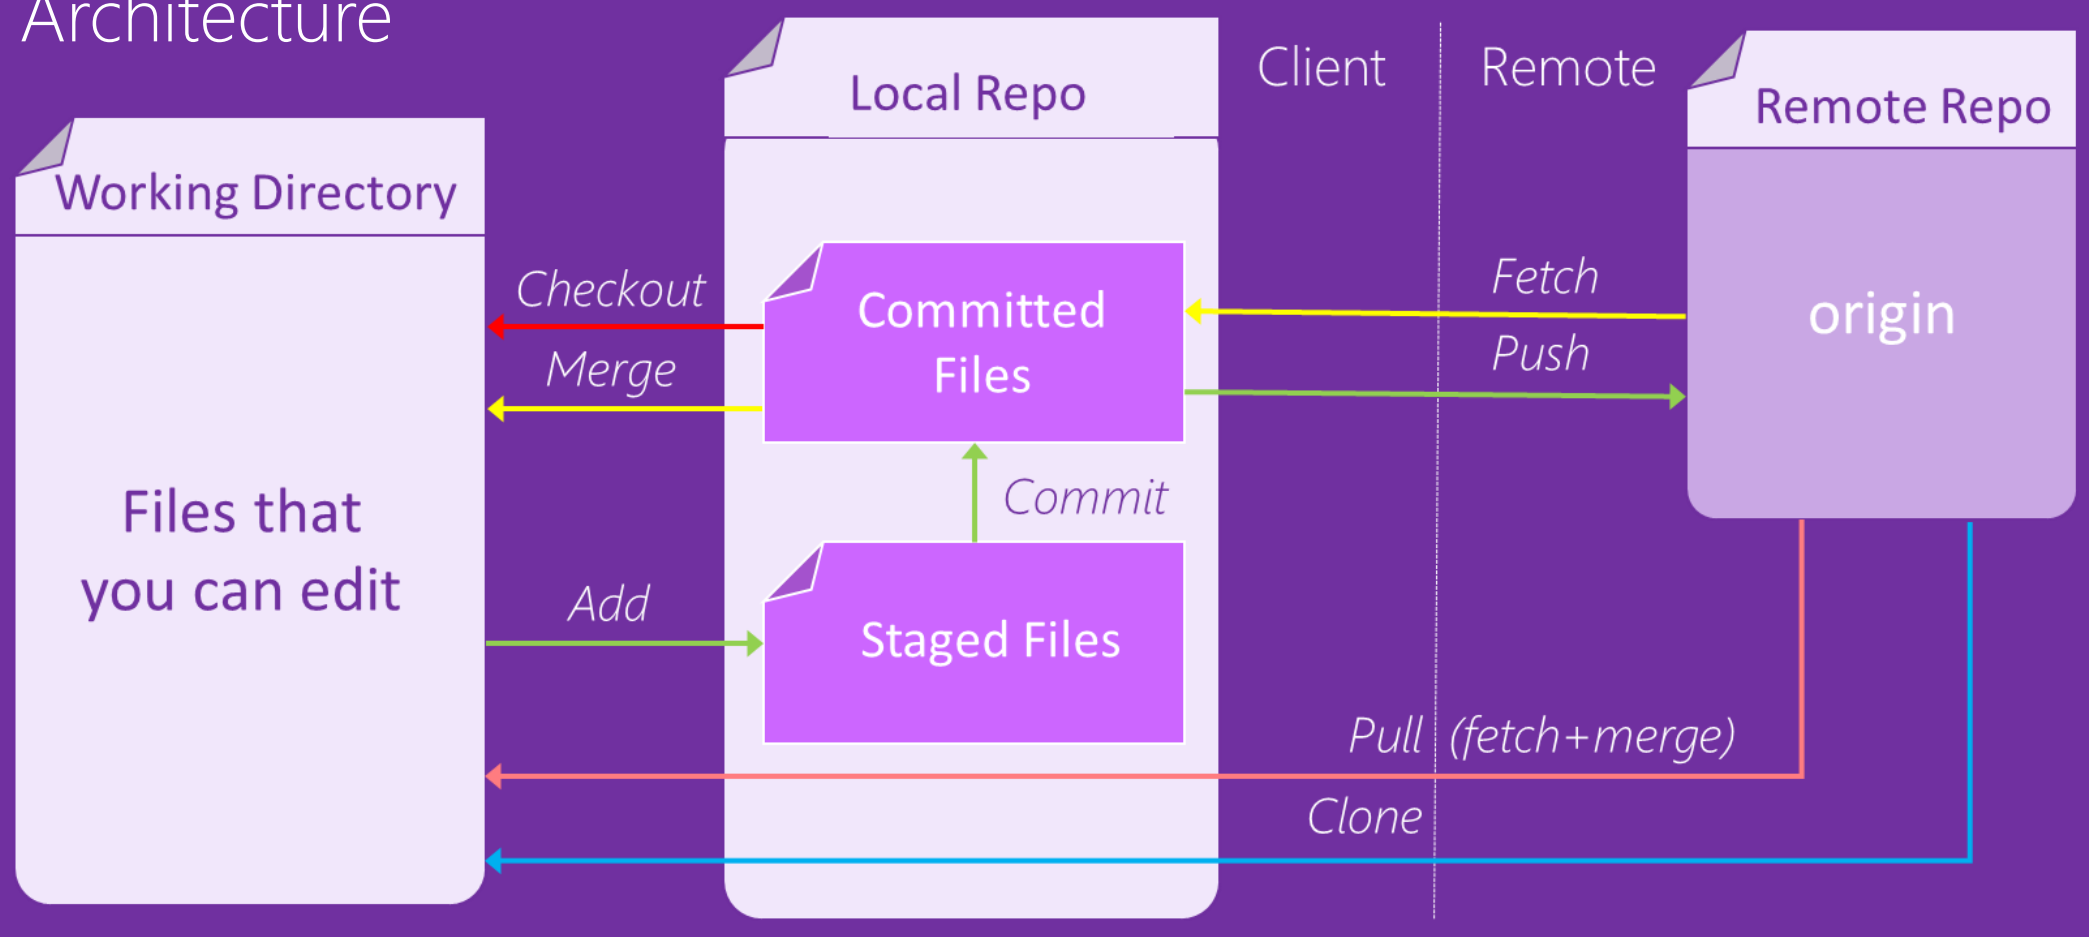 Architecture
Local Repo
Client
Remote
Remote Repo
Working Directory
Checkout
Committed
Files
Fetch
origin
Merge
Push
Commit
Files that
you can edit
Add
Staged Files
Pull (fetch+merge)
Clone